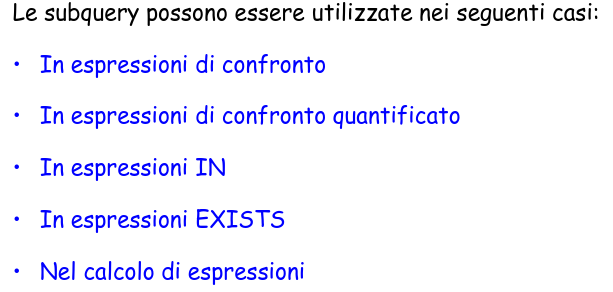 Le subquery possono essere utilizzate nei seguenti casi:
• In espressioni di confronto
• In espressioni di confronto quantificato
• In espressioni IN
• In espressioni EXISTS
• Nel calcolo di espressioni